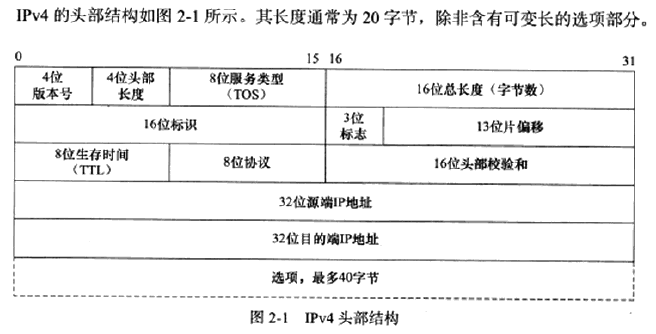 IPv4 的头部结构如图 2-1 所示。其长度通常为 20 字节，除非含有可变长的选项部分。
0 15 16 31
4位 4位头部 8位服务类型 16位总长度（字节数）
版本号 长度 （TOS）
16位标识 3位 13位片偏移
标志
8位生存时间 8位协议 16位头部校验和
（TTL）
32位源端IP地址
32位目的端IP地址
选项，最多40字节
图 2-1 IPv4 头部结构